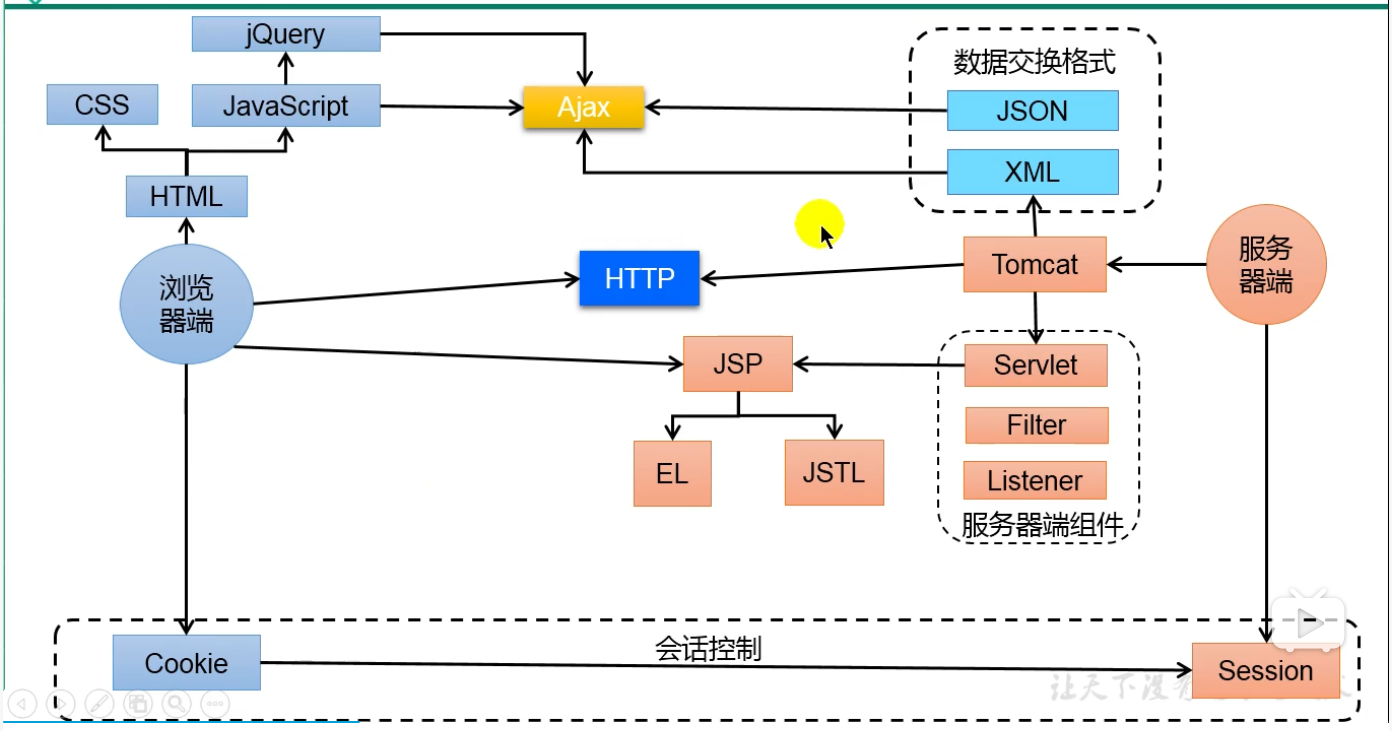 jQuery
数据交换格式
CSS
JavaScript
Ajax
JSON
XML
HTML
浏览
器端
HTTP
Tomcat
服务
器端
JSP
Servlet
Filter
EL
JSTL
Listener
服务器端组件
会话控制
Cookie
Session
让天下没有